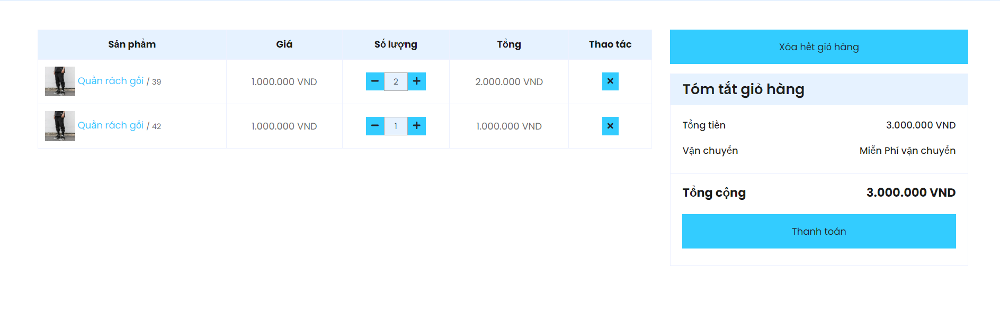 Sản phẩm Giá Số lượng Tổng Thao tác
Quần rách gối / 39 1.000.000 VND 2 2.000.000 VND
Quần rách gối / 42 1.000.000 VND 1 1.000.000 VND
Xóa hết giỏ hàng
Tóm tắt giỏ hàng
Tổng tiền 3.000.000 VND
Vận chuyển Miễn Phí vận chuyển
Tổng cộng 3.000.000 VND
Thanh toán